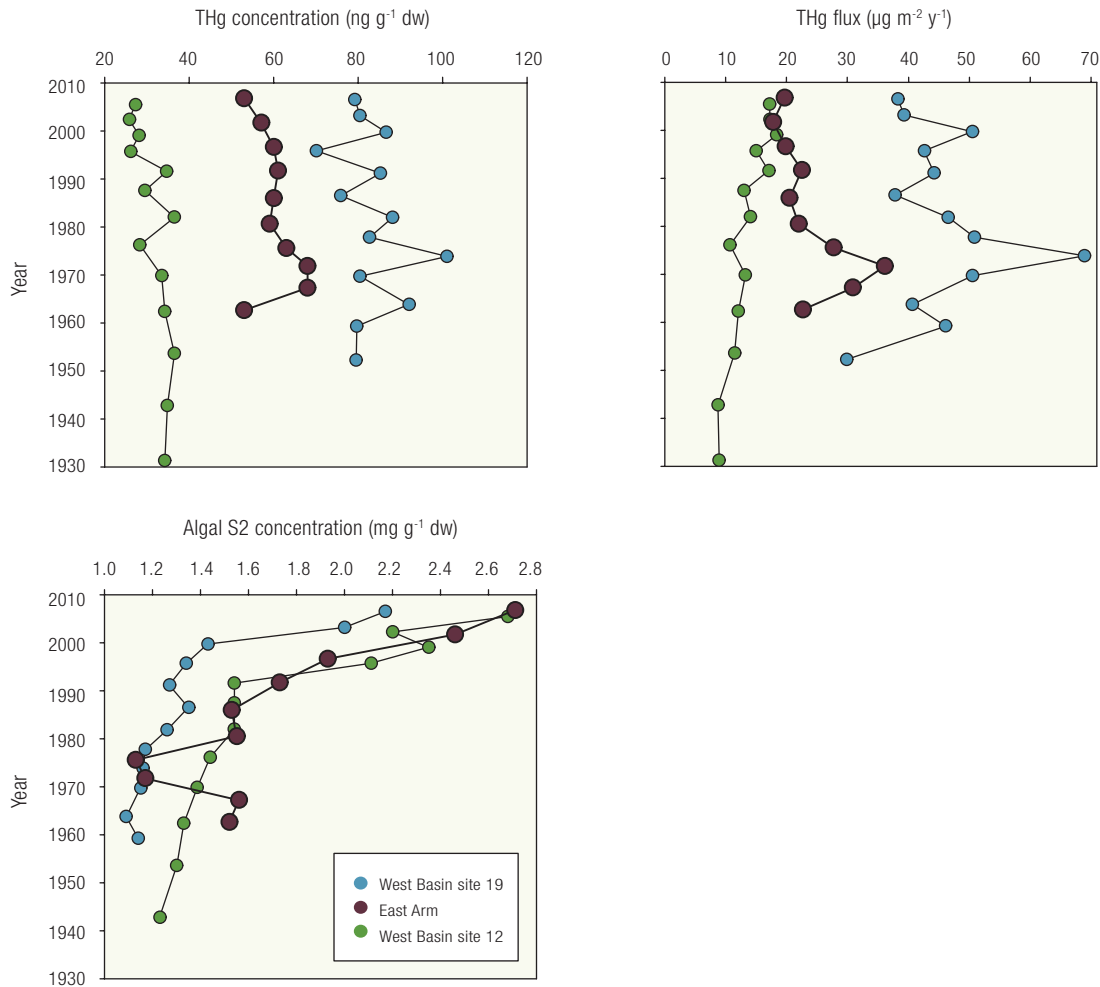 THg concentration (ng g⁻¹ dw)
20 40 60 80 100 120
2010
2000
1990
1980
1970
1960
1950
1940
1930
Year
THg flux (µg m⁻² y⁻¹)
0 10 20 30 40 50 60 70
Algal S2 concentration (mg g⁻¹ dw)
1.0 1.2 1.4 1.6 1.8 2.0 2.2 2.4 2.6 2.8
2010
2000
1990
1980
1970
1960
1950
1940
1930
Year
West Basin site 19
East Arm
West Basin site 12